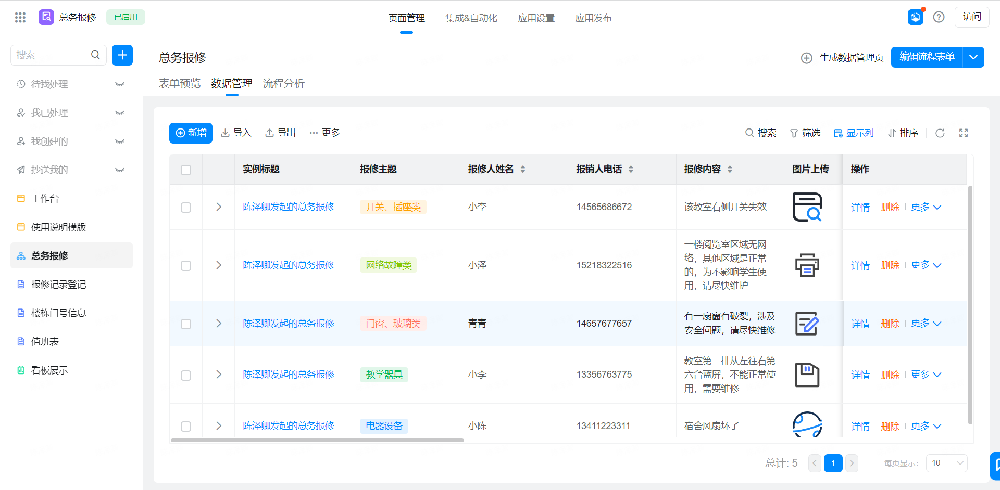 总务报修 已启用 页面管理 集成&自动化 应用设置 应用发布 访问
搜索
待我处理
我已处理
我创建的
抄送我的
工作台
使用说明模版
总务报修
报修记录登记
楼栋门号信息
值班表
看板展示
总务报修 生成数据管理页 编辑流程表单
表单预览 数据管理 流程分析
新增 导入 导出 更多 搜索 筛选 显示列 排序
实例标题 报修主题 报修人姓名 报销人电话 报修内容 图片上传 操作
陈泽卿发起的总务报修 开关、插座类 小李 14565686672 该教室右侧开关失效 详情 删除 更多
一楼阅览室区域无网
络，其他区域是正常
的，为不影响学生使
用，请尽快维护
陈泽卿发起的总务报修 网络故障类 小泽 15218322516 详情 删除 更多
有一扇窗有破裂，涉及
安全问题，请尽快维修
陈泽卿发起的总务报修 门窗、玻璃类 青青 14657677657 详情 删除 更多
教室第一排从左往右第
六台蓝屏，不能正常使
用，需要维修
陈泽卿发起的总务报修 教学器具 小李 13356763775 详情 删除 更多
陈泽卿发起的总务报修 电器设备 小陈 13411223311 宿舍风扇坏了 详情 删除 更多
总计: 5 1 每页显示: 10